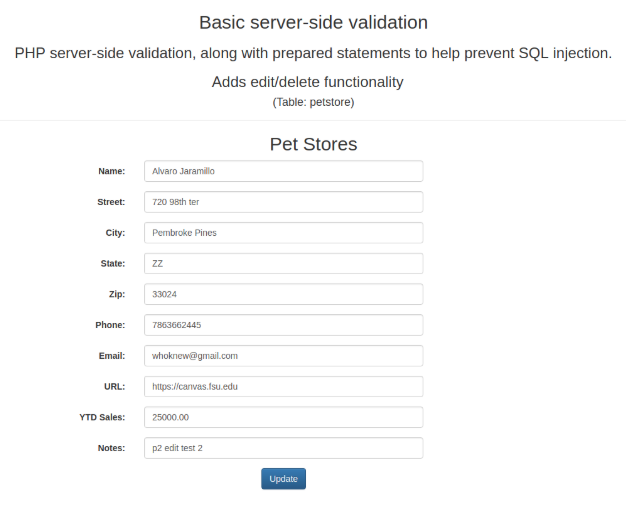 Basic server-side validation
PHP server-side validation, along with prepared statements to help prevent SQL injection.
Adds edit/delete functionality
(Table: petstore)
Pet Stores
Name: Alvaro Jaramillo
Street: 720 98th ter
City: Pembroke Pines
State: ZZ
Zip: 33024
Phone: 7863662445
Email: whoknew@gmail.com
URL: https://canvas.fsu.edu
YTD Sales: 25000.00
Notes: p2 edit test 2
Update